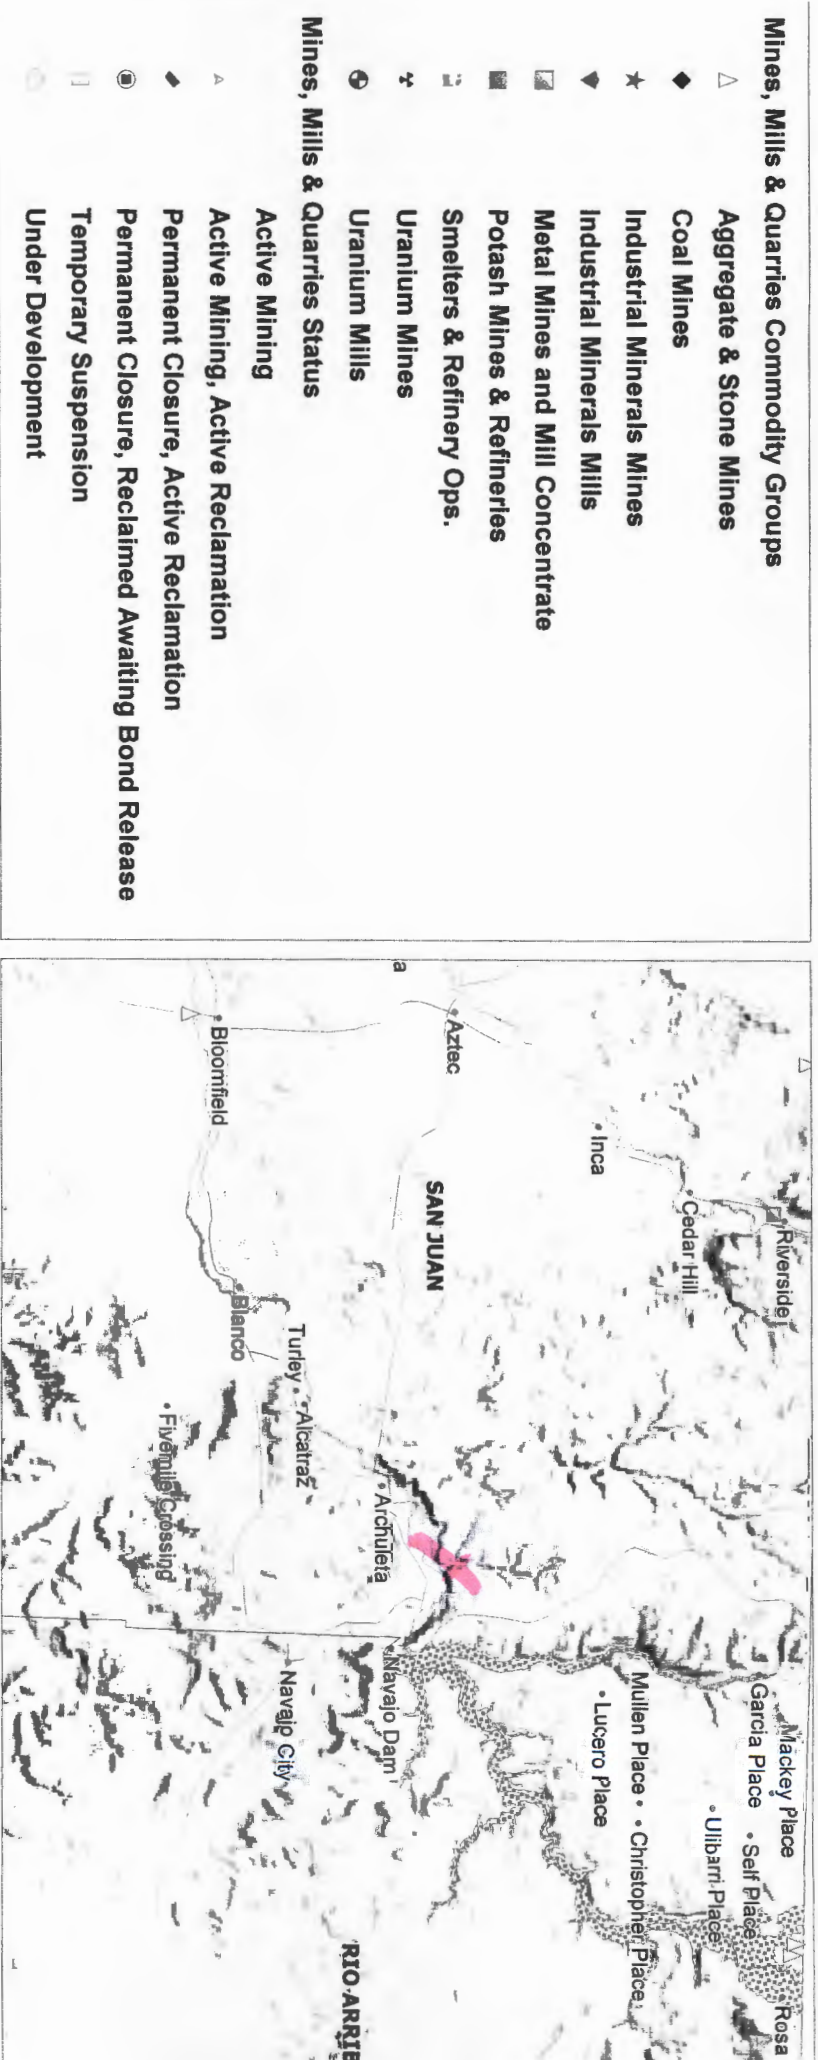 Mines, Mills & Quarries Commodity Groups
Aggregate & Stone Mines
Coal Mines
Industrial Minerals Mines
Industrial Minerals Mills
Metal Mines and Mill Concentrate
Potash Mines & Refineries
Smelters & Refinery Ops.
Uranium Mines
Uranium Mills
Mines, Mills & Quarries Status
Active Mining
Active Mining, Active Reclamation
Permanent Closure, Active Reclamation
Permanent Closure, Reclaimed Awaiting Bond Release
Temporary Suspension
Under Development
Riverside
Mackey Place
Rosa
Garcia Place
Self Place
Cedar Hill
Ulibarri Place
Mullen Place
Christopher Place
Inca
Lucero Place
Aztec
SAN JUAN
a
Archuleta
Navajo Dam
RIO ARRIB
Turley
Alcatraz
Navajo City
Blanco
Bloomfield
Fivemile Crossing